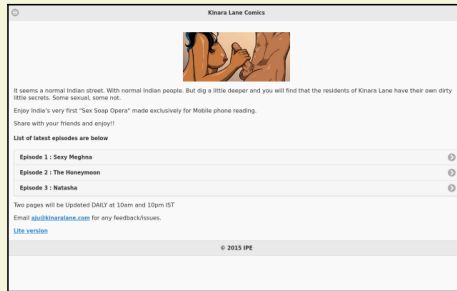 Kinara Lane Comics
It seems a normal Indian street. With normal Indian people. But dig a little deeper and you will find that the residents of Kinara Lane have their own dirty
little secrets. Some sexual, some not.
Enjoy India's very first "Sex Soap Opera" made exclusively for Mobile phone reading.
Share with your friends and enjoy!!
List of latest episodes are below
Episode 1 : Sexy Meghna
Episode 2 : The Honeymoon
Episode 3 : Natasha
Two pages will be Updated DAILY at 10am and 10pm IST
Email aju@kinaralane.com for any feedback/issues.
Lite version
© 2015 IPE